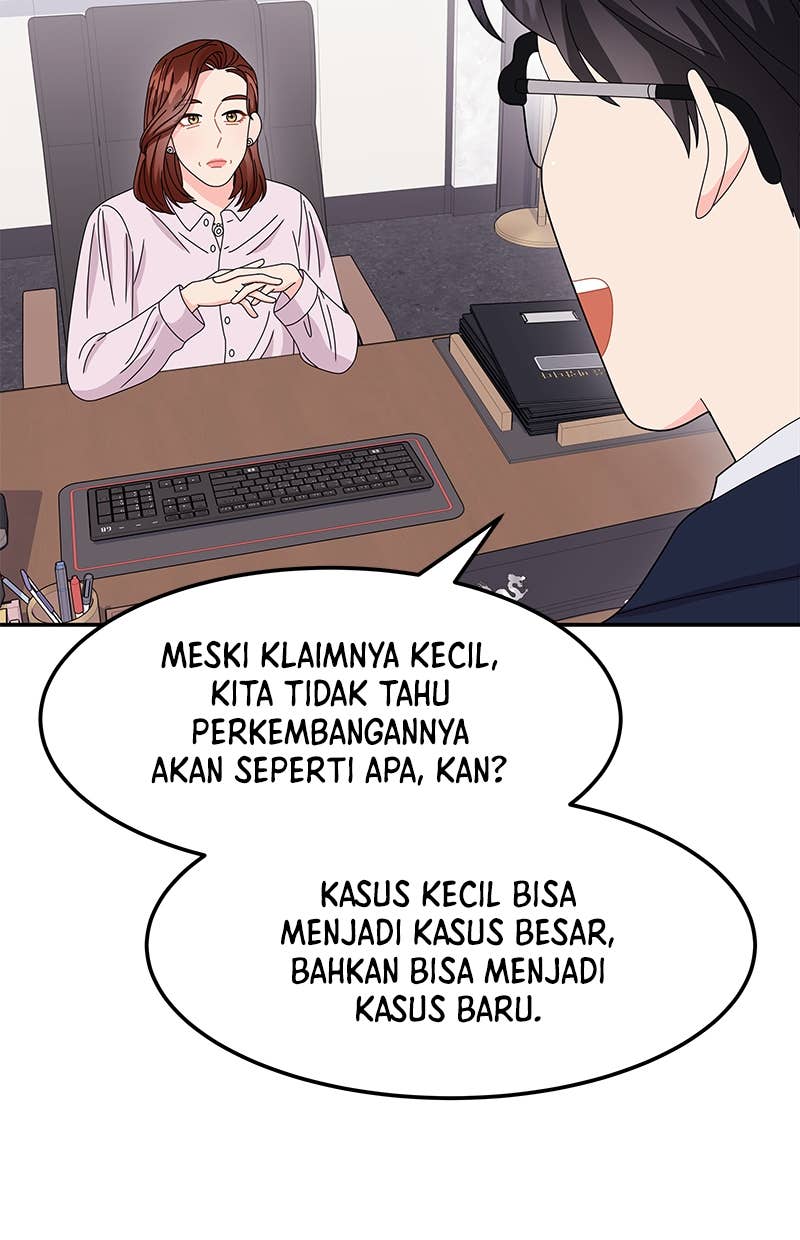 MESKI KLAIMNYA KECIL,
KITA TIDAK TAHU
PERKEMBANGANNYA
AKAN SEPERTI APA, KAN?
KASUS KECIL BISA
MENJADI KASUS BESAR,
BAHKAN BISA MENJADI
KASUS BARU.